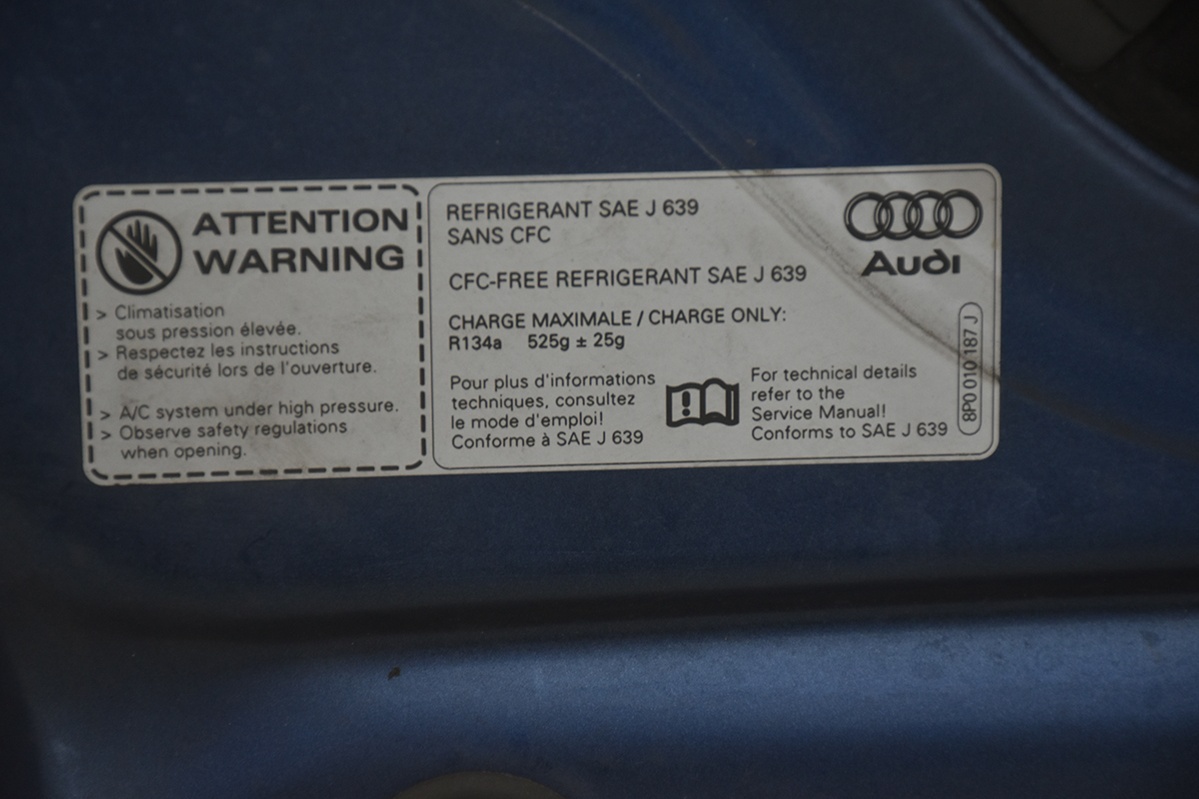 ATTENTION
WARNING
> Climatisation
sous pression élevée.
> Respectez les instructions
de sécurité lors de l'ouverture.
> A/C system under high pressure.
> Observe safety regulations
when opening.
REFRIGERANT SAE J 639
SANS CFC
CFC-FREE REFRIGERANT SAE J 639
CHARGE MAXIMALE / CHARGE ONLY:
R134a 525g ± 25g
Pour plus d'informations
techniques, consultez
le mode d'emploi!
Conforme à SAE J 639
For technical details
refer to the
Service Manual!
Conforms to SAE J 639
Audi
8P0 010 187 J